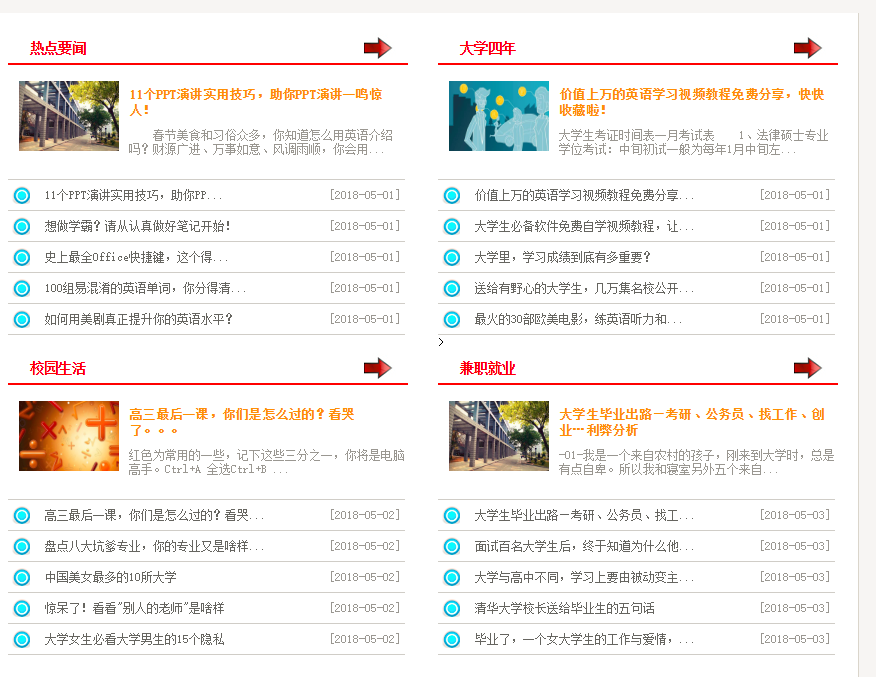 热点要闻
11个PPT演讲实用技巧，助你PPT演讲一鸣惊
人！
春节美食和习俗众多，你知道怎么用英语介绍
吗？财源广进、万事如意、风调雨顺，你会用...
11个PPT演讲实用技巧，助你PP... [2018-05-01]
想做学霸？请从认真做好笔记开始！ [2018-05-01]
史上最全Office快捷键，这个得... [2018-05-01]
100组易混淆的英语单词，你分得清... [2018-05-01]
如何用美剧真正提升你的英语水平？ [2018-05-01]
大学四年
价值上万的英语学习视频教程免费分享，快快
收藏啦！
大学生考证时间表一月考试表 1、法律硕士专业
学位考试：中旬初试一般为每年1月中旬左...
价值上万的英语学习视频教程免费分享... [2018-05-01]
大学生必备软件免费自学视频教程，让... [2018-05-01]
大学里，学习成绩到底有多重要？ [2018-05-01]
送给有野心的大学生，几万集名校公开... [2018-05-01]
最火的30部欧美电影，练英语听力和... [2018-05-01]
>
校园生活
高三最后一课，你们是怎么过的？看哭
了。。。
红色为常用的一些，记下这些三分之一，你将是电脑
高手。Ctrl+A 全选Ctrl+B ...
高三最后一课，你们是怎么过的？看哭... [2018-05-02]
盘点八大坑爹专业，你的专业又是啥样... [2018-05-02]
中国美女最多的10所大学 [2018-05-02]
惊呆了！看看"别人的老师"是啥样 [2018-05-02]
大学女生必看大学男生的15个隐私 [2018-05-02]
兼职就业
大学生毕业出路—考研、公务员、找工作、创
业…利弊分析
-01-我是一个来自农村的孩子，刚来到大学时，总是
有点自卑。所以我和寝室另外五个来自...
大学生毕业出路—考研、公务员、找工... [2018-05-03]
面试百名大学生后，终于知道为什么他... [2018-05-03]
大学与高中不同，学习上要由被动变主... [2018-05-03]
清华大学校长送给毕业生的五句话 [2018-05-03]
毕业了，一个女大学生的工作与爱情，... [2018-05-03]